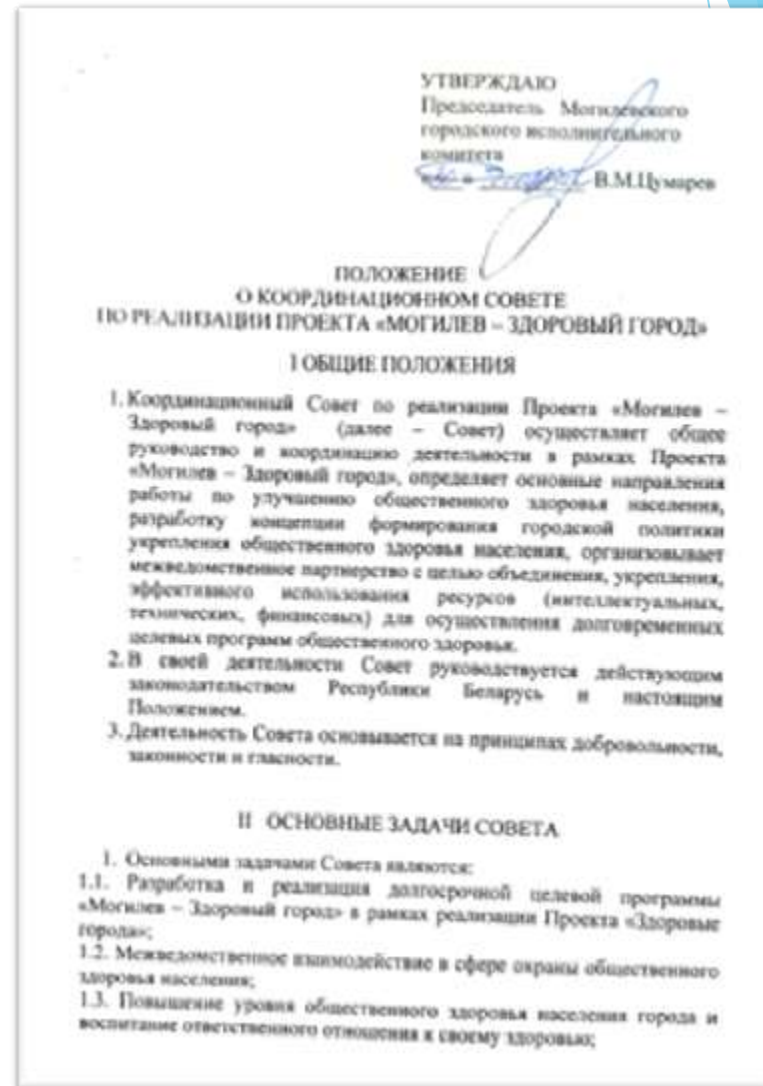 УТВЕРЖДАЮ
Председатель Могилевского
городского исполнительного
комитета
В.М.Цумарев
ПОЛОЖЕНИЕ
О КООРДИНАЦИОННОМ СОВЕТЕ
ПО РЕАЛИЗАЦИИ ПРОЕКТА «МОГИЛЕВ – ЗДОРОВЫЙ ГОРОД»
I ОБЩИЕ ПОЛОЖЕНИЯ
1. Координационный Совет по реализации Проекта «Могилев –
Здоровый город» (далее – Совет) осуществляет общее
руководство и координацию деятельности в рамках Проекта
«Могилев – Здоровый город», определяет основные направления
работы по улучшению общественного здоровья населения,
разработку концепции формирования городской политики
укрепления общественного здоровья населения, организовывает
межведомственное партнерство с целью объединения, укрепления,
эффективного использования ресурсов (интеллектуальных,
технических, финансовых) для осуществления долговременных
целевых программ общественного здоровья.
2. В своей деятельности Совет руководствуется действующим
законодательством Республики Беларусь и настоящим
Положением.
3. Деятельность Совета основывается на принципах добровольности,
законности и гласности.
II ОСНОВНЫЕ ЗАДАЧИ СОВЕТА
1. Основными задачами Совета являются:
1.1. Разработка и реализация долгосрочной целевой программы
«Могилев – Здоровый город» в рамках реализации Проекта «Здоровые
города»;
1.2. Межведомственное взаимодействие в сфере охраны общественного
здоровья населения;
1.3. Повышение уровня общественного здоровья населения города и
воспитание ответственного отношения к своему здоровью;